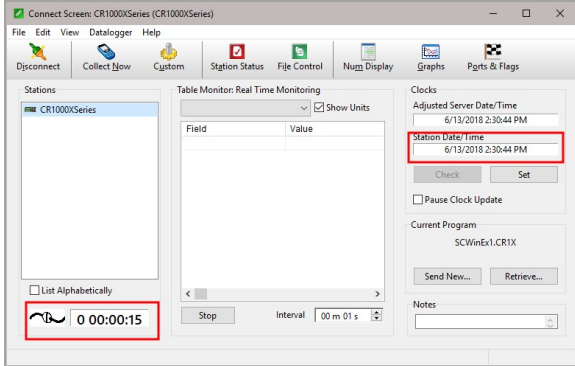 Connect Screen: CR1000XSeries (CR1000XSeries)
File Edit View Datalogger Help
Disconnect Collect Now Custom Station Status File Control Num Display Graphs Ports & Flags
Stations
CR1000XSeries
List Alphabetically
0 00:00:15
Table Monitor: Real Time Monitoring
Show Units
Field Value
Stop Interval 00 m 01 s
Clocks
Adjusted Server Date/Time
6/13/2018 2:30:44 PM
Station Date/Time
6/13/2018 2:30:44 PM
Check Set
Pause Clock Update
Current Program
SCWinEx1.CR1X
Send New... Retrieve...
Notes